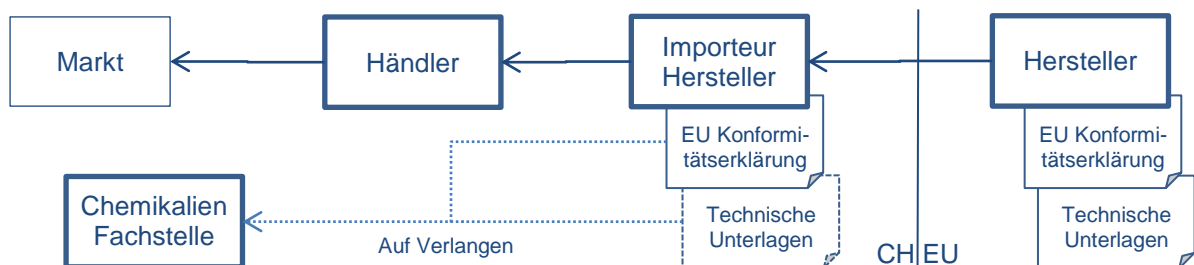 Markt
Händler
Importeur
Hersteller
Hersteller
EU Konformi-
tätserklärung
EU Konformi-
tätserklärung
Chemikalien
Fachstelle
Auf Verlangen
Technische
Unterlagen
CH
EU
Technische
Unterlagen